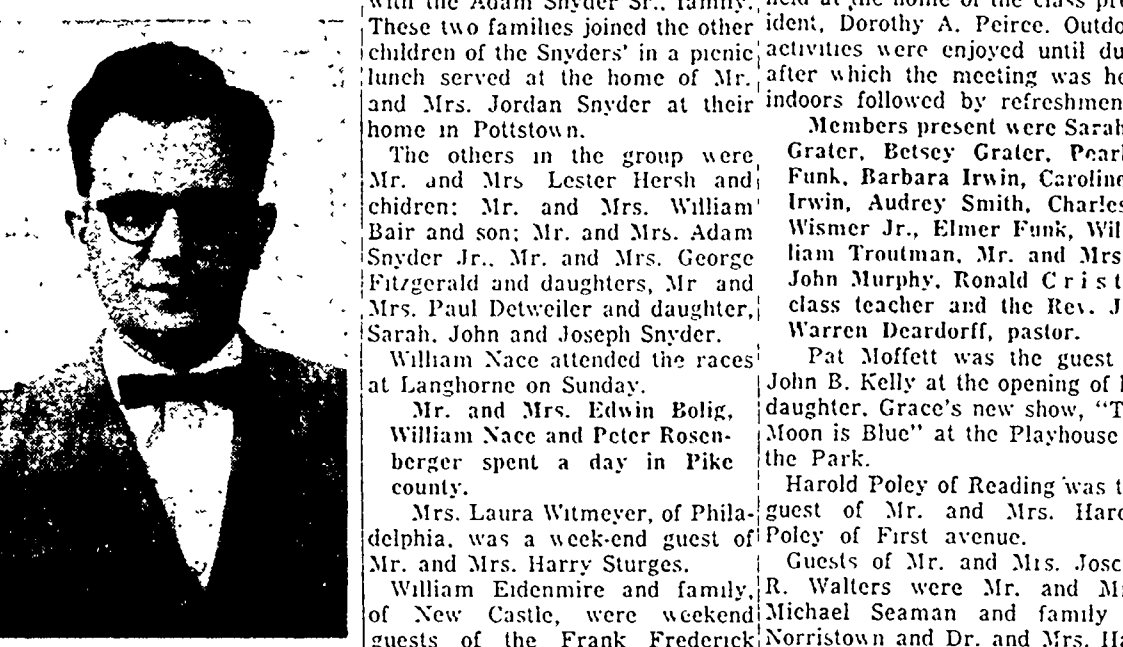 with the Adam Snyder Sr., family.
These two families joined the other
children of the Snyders' in a picnic
lunch served at the home of Mr.
and Mrs. Jordan Snyder at their
home in Pottstown.
The others in the group were
Mr. and Mrs Lester Hersh and
chidren; Mr. and Mrs. William
Bair and son; Mr. and Mrs. Adam
Snyder Jr., Mr. and Mrs. George
Fitzgerald and daughters, Mr and
Mrs. Paul Detweiler and daughter,
Sarah, John and Joseph Snyder.
William Nace attended the races
at Langhorne on Sunday.
Mr. and Mrs. Edwin Bolig,
William Nace and Peter Rosen-
berger spent a day in Pike
county.
Mrs. Laura Witmeyer, of Phila-
delphia, was a week-end guest of
Mr. and Mrs. Harry Sturges.
William Eidenmire and family,
of New Castle, were weekend
guests of the Frank Frederick
held at the home of the class pre
ident, Dorothy A. Peirce. Outdo
activities were enjoyed until du
after which the meeting was he
indoors followed by refreshmen
Members present were Sarah
Grater, Betsey Grater, Pearl
Funk, Barbara Irwin, Caroline
Irwin, Audrey Smith, Charles
Wismer Jr., Elmer Funk, Wil
liam Troutman, Mr. and Mrs
John Murphy, Ronald Crist
class teacher and the Rev. J
Warren Deardorff, pastor.
Pat Moffett was the guest
John B. Kelly at the opening of
daughter, Grace's new show, "T
Moon is Blue" at the Playhouse
the Park.
Harold Poley of Reading was t
guest of Mr. and Mrs. Haro
Poley of First avenue.
Guests of Mr. and Mrs. Jose
R. Walters were Mr. and M
Michael Seaman and family
Norristown and Dr. and Mrs. Ha